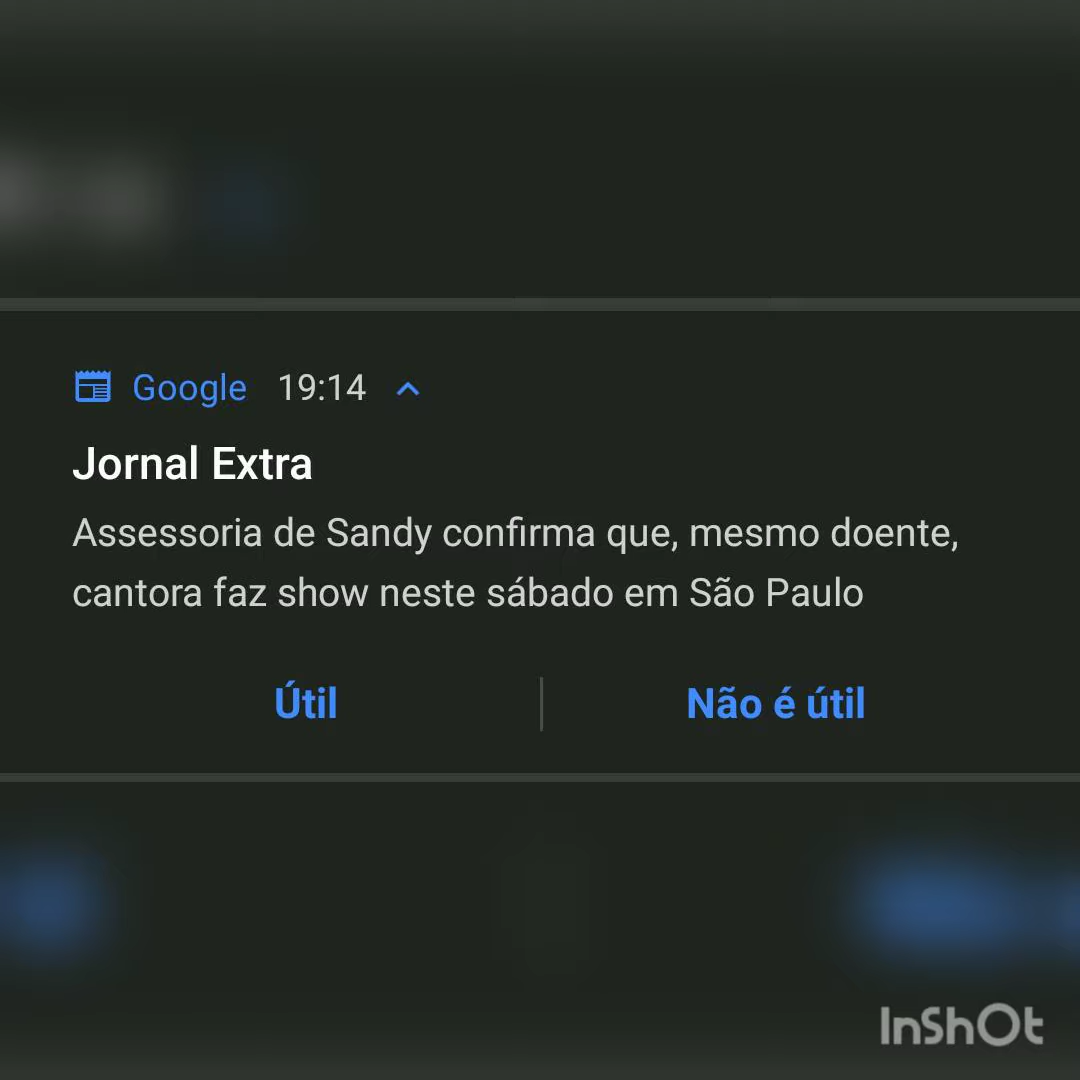 Google 19:14
Jornal Extra
Assessoria de Sandy confirma que, mesmo doente,
cantora faz show neste sábado em São Paulo
Útil Não é útil
InShOt